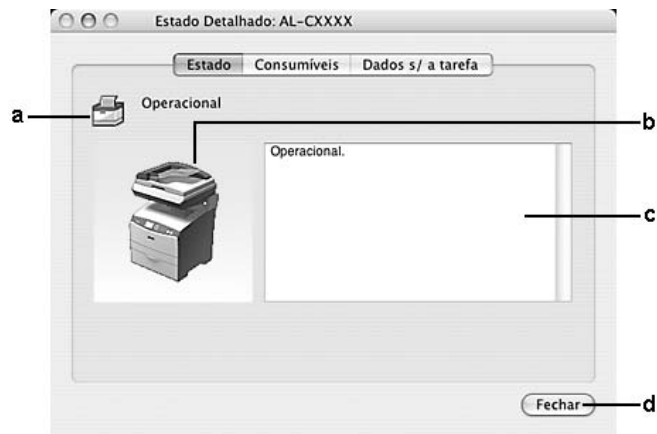 Estado Detalhado: AL-CXXXX
Estado Consumíveis Dados s/ a tarefa
a
Operacional
b
Operacional.
c
Fechar
d